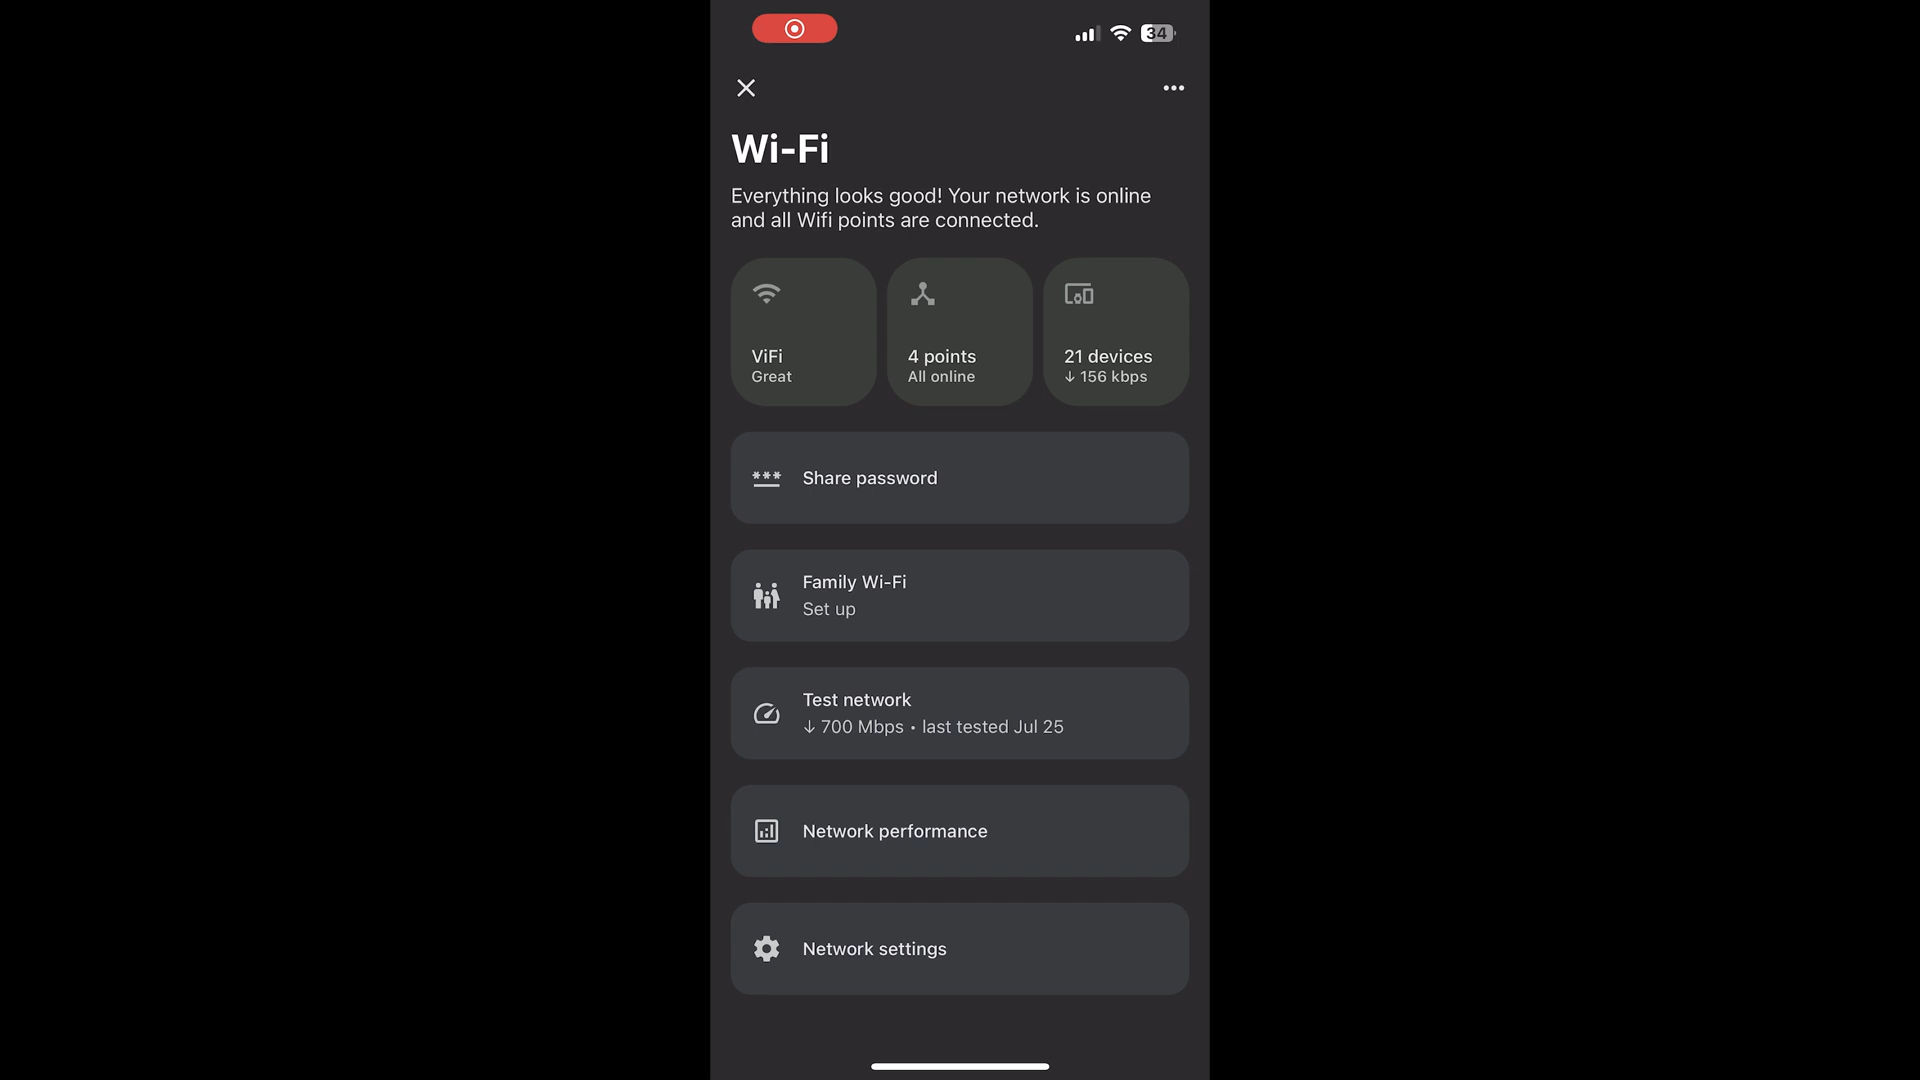 34
Wi-Fi
Everything looks good! Your network is online
and all Wifi points are connected.
ViFi
Great
4 points
All online
21 devices
↓ 156 kbps
Share password
Family Wi-Fi
Set up
Test network
↓ 700 Mbps • last tested Jul 25
Network performance
Network settings